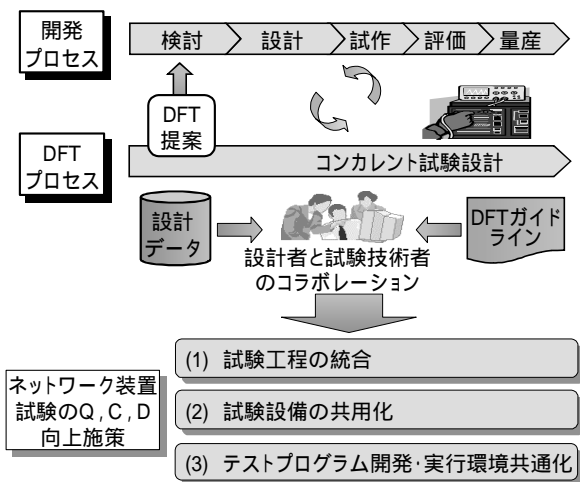 開発
プロセス
検討
設計
試作
評価
量産
DFT
提案
DFT
プロセス
コンカレント試験設計
設計
データ
DFTガイド
ライン
設計者と試験技術者
のコラボレーション
ネットワーク装置
試験のQ,C,D
向上施策
(1) 試験工程の統合
(2) 試験設備の共用化
(3) テストプログラム開発･実行環境共通化